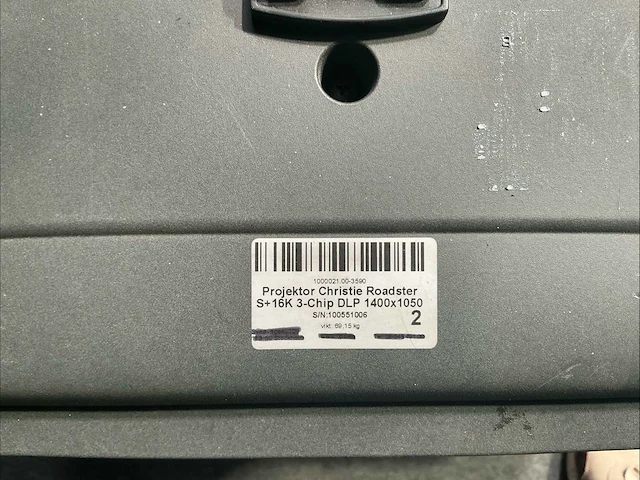 1000021:00-3590
Projektor Christie Roadster
S+16K 3-Chip DLP 1400x1050
S/N:100551006
2
vikt: 69,15 kg